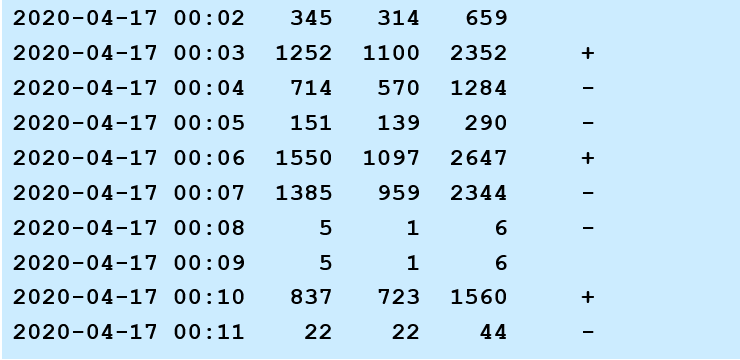 2020-04-17 00:02   345   314   659
2020-04-17 00:03  1252  1100  2352     +
2020-04-17 00:04   714   570  1284     -
2020-04-17 00:05   151   139   290     -
2020-04-17 00:06  1550  1097  2647     +
2020-04-17 00:07  1385   959  2344     -
2020-04-17 00:08     5     1     6     -
2020-04-17 00:09     5     1     6
2020-04-17 00:10   837   723  1560     +
2020-04-17 00:11    22    22    44     -